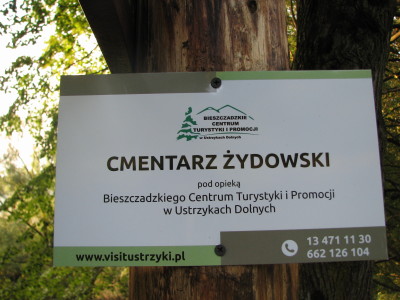 BIESZCZADZKIE
CENTRUM
TURYSTYKI I PROMOCJI
w Ustrzykach Dolnych
CMENTARZ ŻYDOWSKI
pod opieką
Bieszczadzkiego Centrum Turystyki i Promocji
w Ustrzykach Dolnych
www.visitustrzyki.pl
13 471 11 30
662 126 104